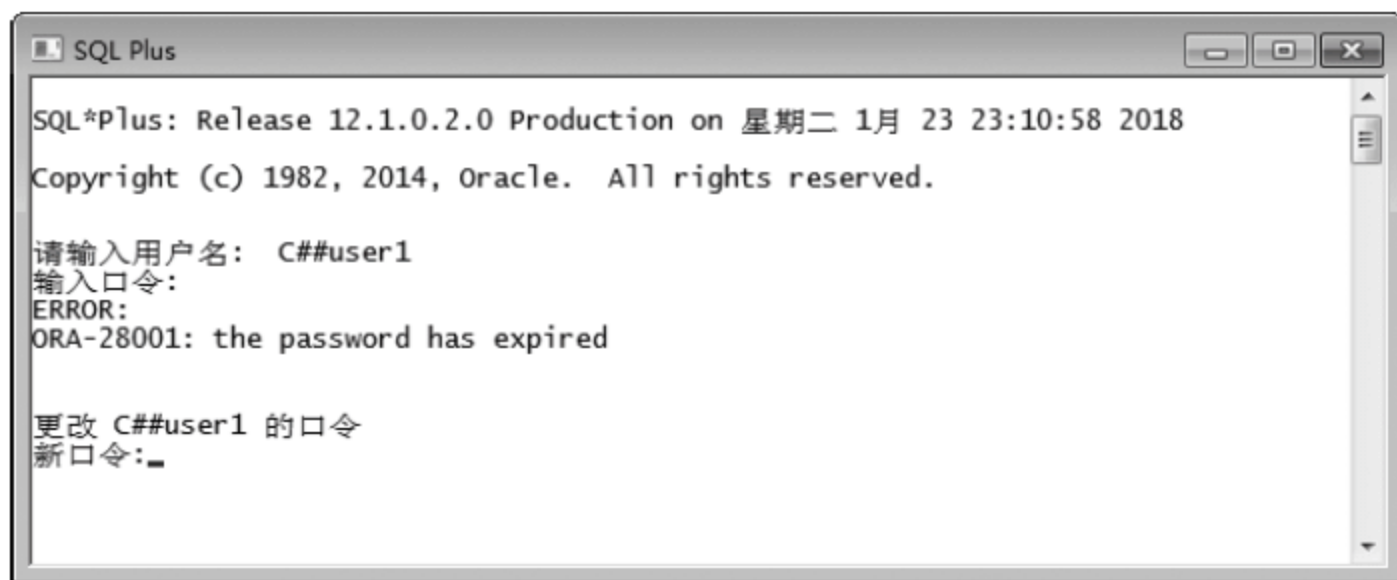 SQL Plus
SQL*Plus: Release 12.1.0.2.0 Production on 星期二 1月 23 23:10:58 2018
Copyright (c) 1982, 2014, Oracle.  All rights reserved.
请输入用户名:  C##user1
输入口令:
ERROR:
ORA-28001: the password has expired
更改 C##user1 的口令
新口令: